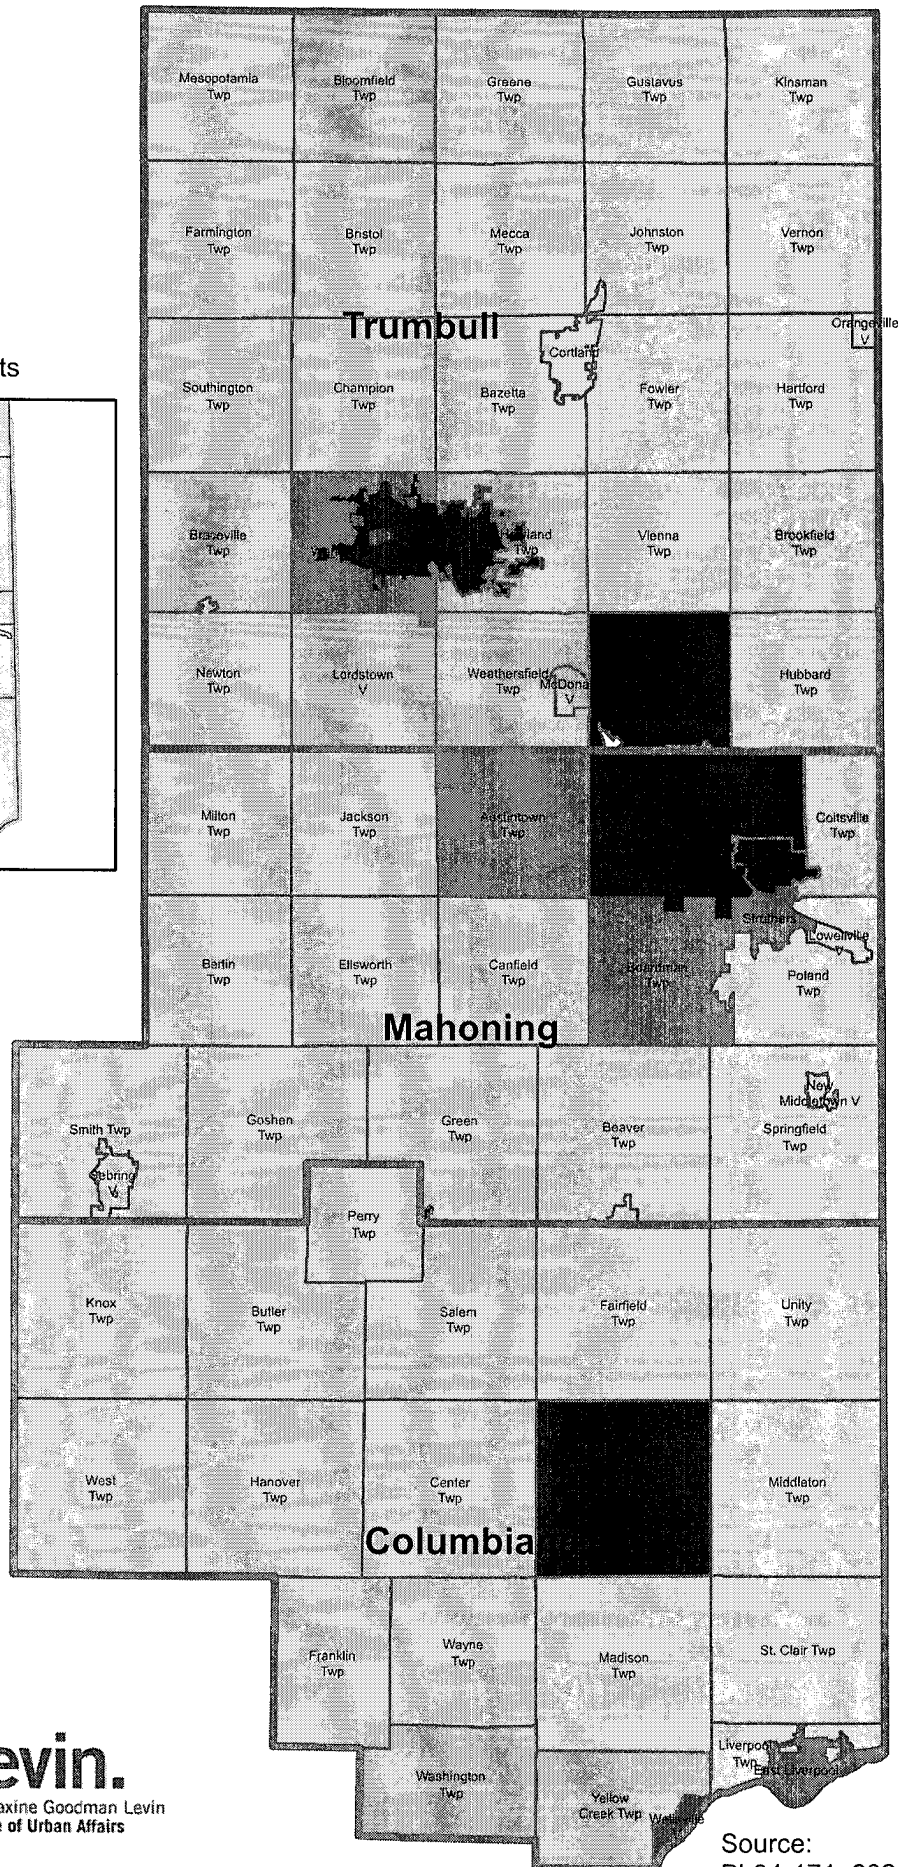 Mesopotamia
Twp
Bloomfield
Twp
Greene
Twp
Gustavus
Twp
Kinsman
Twp
Farmington
Twp
Bristol
Twp
Mecca
Twp
Johnston
Twp
Vernon
Twp
Trumbull
Orangeville
V
Cortland
ts
Southington
Twp
Champion
Twp
Bazetta
Twp
Fowler
Twp
Hartford
Twp
Braceville
Twp
Howland
Twp
Vienna
Twp
Brookfield
Twp
Newton
Twp
Lordstown
V
Weathersfield
Twp
McDona
V
Hubbard
Twp
Milton
Twp
Jackson
Twp
Austintown
Twp
Coitsville
Twp
Struthers
Lowellville
V
Berlin
Twp
Ellsworth
Twp
Canfield
Twp
Boardman
Twp
Poland
Twp
Mahoning
New
Middletown V
Smith Twp
Goshen
Twp
Green
Twp
Beaver
Twp
Springfield
Twp
Sebring
V
Perry
Twp
Knox
Twp
Butler
Twp
Salem
Twp
Fairfield
Twp
Unity
Twp
West
Twp
Hanover
Twp
Center
Twp
Middleton
Twp
Columbia
Franklin
Twp
Wayne
Twp
Madison
Twp
St. Clair Twp
Liverpool
Twp
East Liverpool
Washington
Twp
Yellow
Creek Twp
Wellsville
evin.
axine Goodman Levin
e of Urban Affairs
Source: